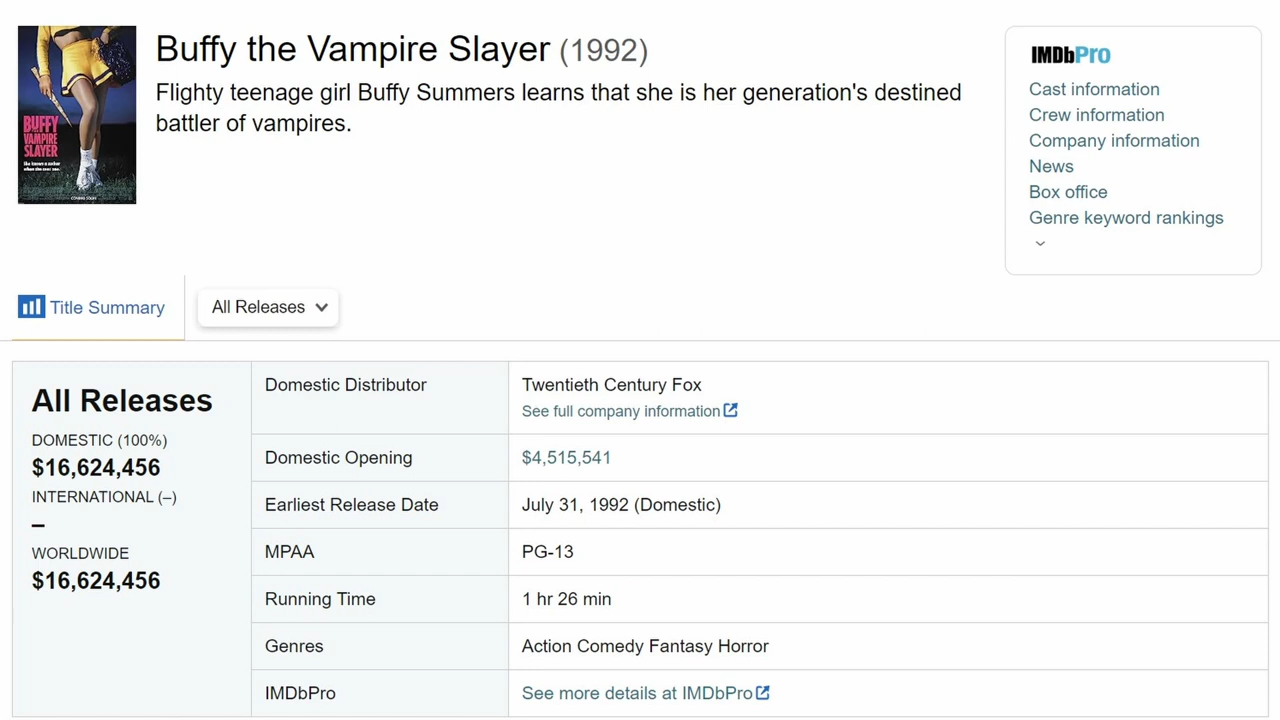 Buffy the Vampire Slayer (1992)
Flighty teenage girl Buffy Summers learns that she is her generation's destined
battler of vampires.
BUFFY
VAMPIRE
SLAYER
COMING SOON
IMDbPro
Cast information
Crew information
Company information
News
Box office
Genre keyword rankings
Title Summary
All Releases
All Releases
DOMESTIC (100%)
$16,624,456
INTERNATIONAL (–)
–
WORLDWIDE
$16,624,456
Domestic Distributor
Twentieth Century Fox
See full company information
Domestic Opening
$4,515,541
Earliest Release Date
July 31, 1992 (Domestic)
MPAA
PG-13
Running Time
1 hr 26 min
Genres
Action Comedy Fantasy Horror
IMDbPro
See more details at IMDbPro